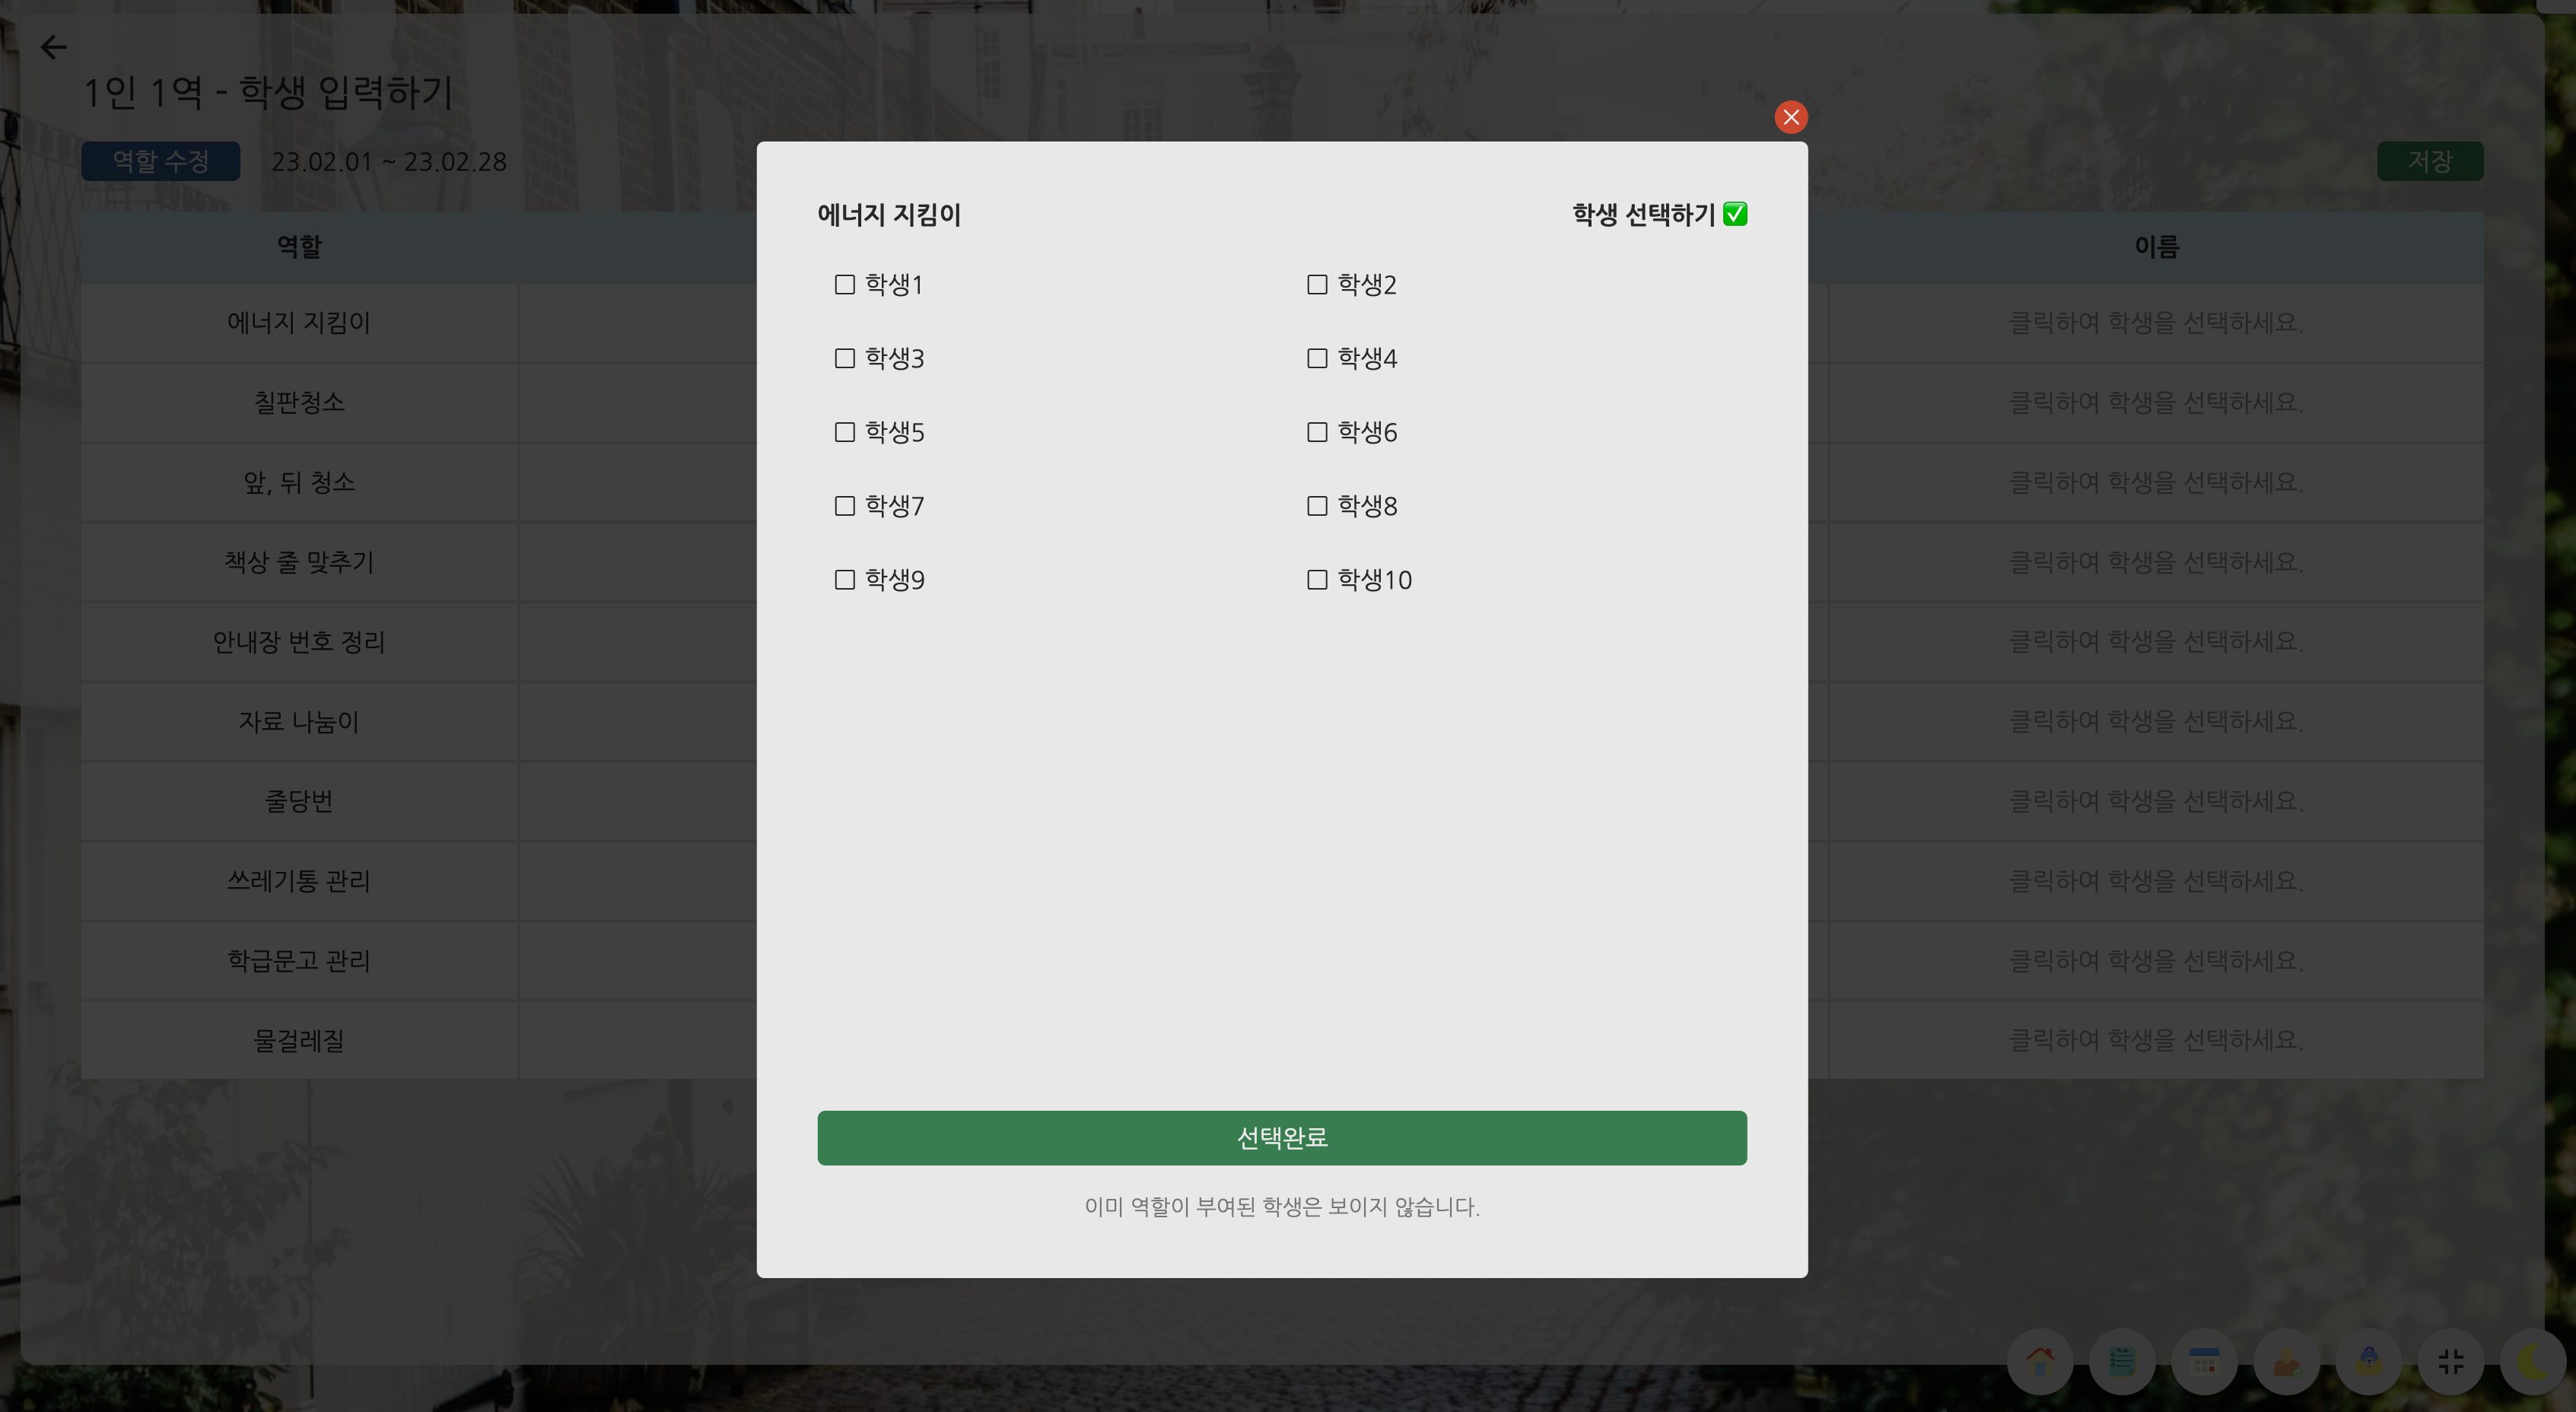 1인 1역 - 학생 입력하기
역할 수정 23.02.01 ~ 23.02.28 저장
역할 이름
에너지 지킴이 클릭하여 학생을 선택하세요.
칠판청소 클릭하여 학생을 선택하세요.
앞, 뒤 청소 클릭하여 학생을 선택하세요.
책상 줄 맞추기 클릭하여 학생을 선택하세요.
안내장 번호 정리 클릭하여 학생을 선택하세요.
자료 나눔이 클릭하여 학생을 선택하세요.
줄당번 클릭하여 학생을 선택하세요.
쓰레기통 관리 클릭하여 학생을 선택하세요.
학급문고 관리 클릭하여 학생을 선택하세요.
물걸레질 클릭하여 학생을 선택하세요.
에너지 지킴이 학생 선택하기 ✅
학생1 학생2
학생3 학생4
학생5 학생6
학생7 학생8
학생9 학생10
선택완료
이미 역할이 부여된 학생은 보이지 않습니다.